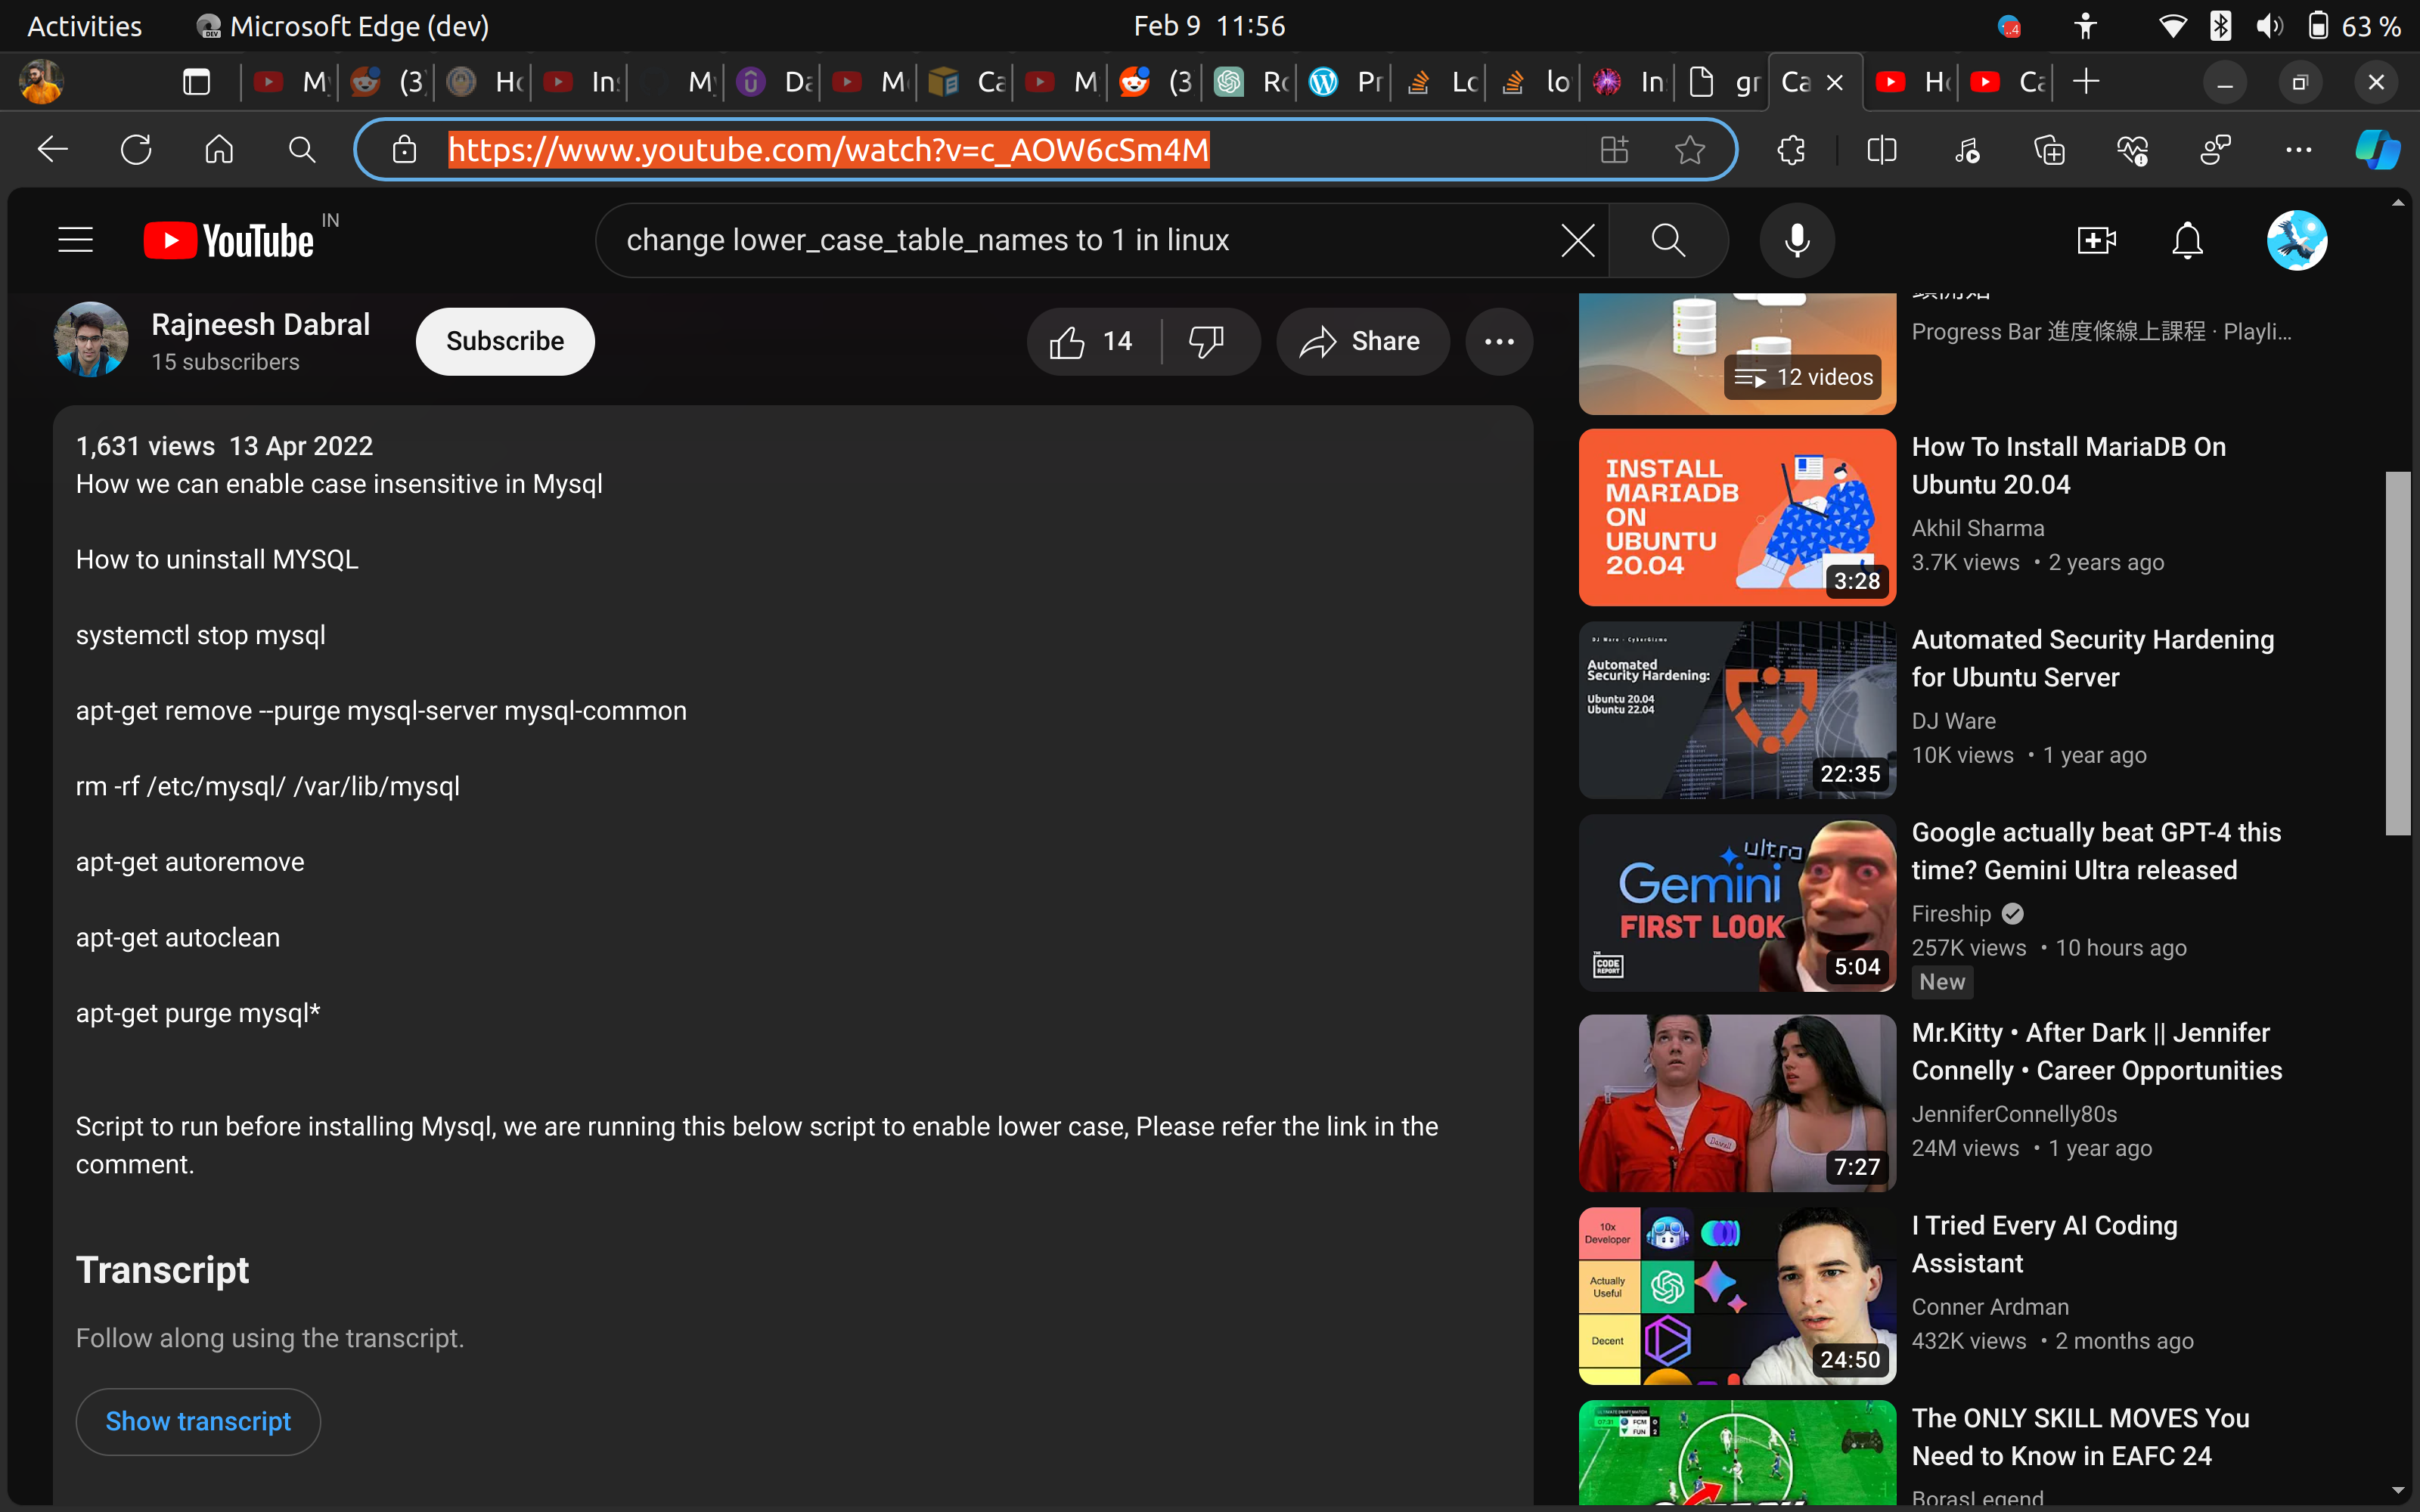 Activities
Microsoft Edge (dev)
Feb 9 11:56
63 %
https://www.youtube.com/watch?v=c_AOW6cSm4M
YouTube IN
change lower_case_table_names to 1 in linux
Rajneesh Dabral
15 subscribers
Subscribe
14
Share
1,631 views 13 Apr 2022
How we can enable case insensitive in Mysql
How to uninstall MYSQL
systemctl stop mysql
apt-get remove --purge mysql-server mysql-common
rm -rf /etc/mysql/ /var/lib/mysql
apt-get autoremove
apt-get autoclean
apt-get purge mysql*
Script to run before installing Mysql, we are running this below script to enable lower case, Please refer the link in the
comment.
Transcript
Follow along using the transcript.
Show transcript
Progress Bar 進度條線上課程 · Playli...
12 videos
INSTALL
MARIADB
ON
UBUNTU
20.04
3:28
How To Install MariaDB On
Ubuntu 20.04
Akhil Sharma
3.7K views • 2 years ago
DJ Ware - CyberGizmo
Automated
Security Hardening:
Ubuntu 20.04
Ubuntu 22.04
22:35
Automated Security Hardening
for Ubuntu Server
DJ Ware
10K views • 1 year ago
ultra
Gemini
FIRST LOOK
THE
CODE
REPORT
5:04
Google actually beat GPT-4 this
time? Gemini Ultra released
Fireship
257K views • 10 hours ago
New
7:27
Mr.Kitty • After Dark || Jennifer
Connelly • Career Opportunities
JenniferConnelly80s
24M views • 1 year ago
10x
Developer
Actually
Useful
Decent
24:50
I Tried Every AI Coding
Assistant
Conner Ardman
432K views • 2 months ago
FCM 0
FUN 2
The ONLY SKILL MOVES You
Need to Know in EAFC 24
BorasLegend